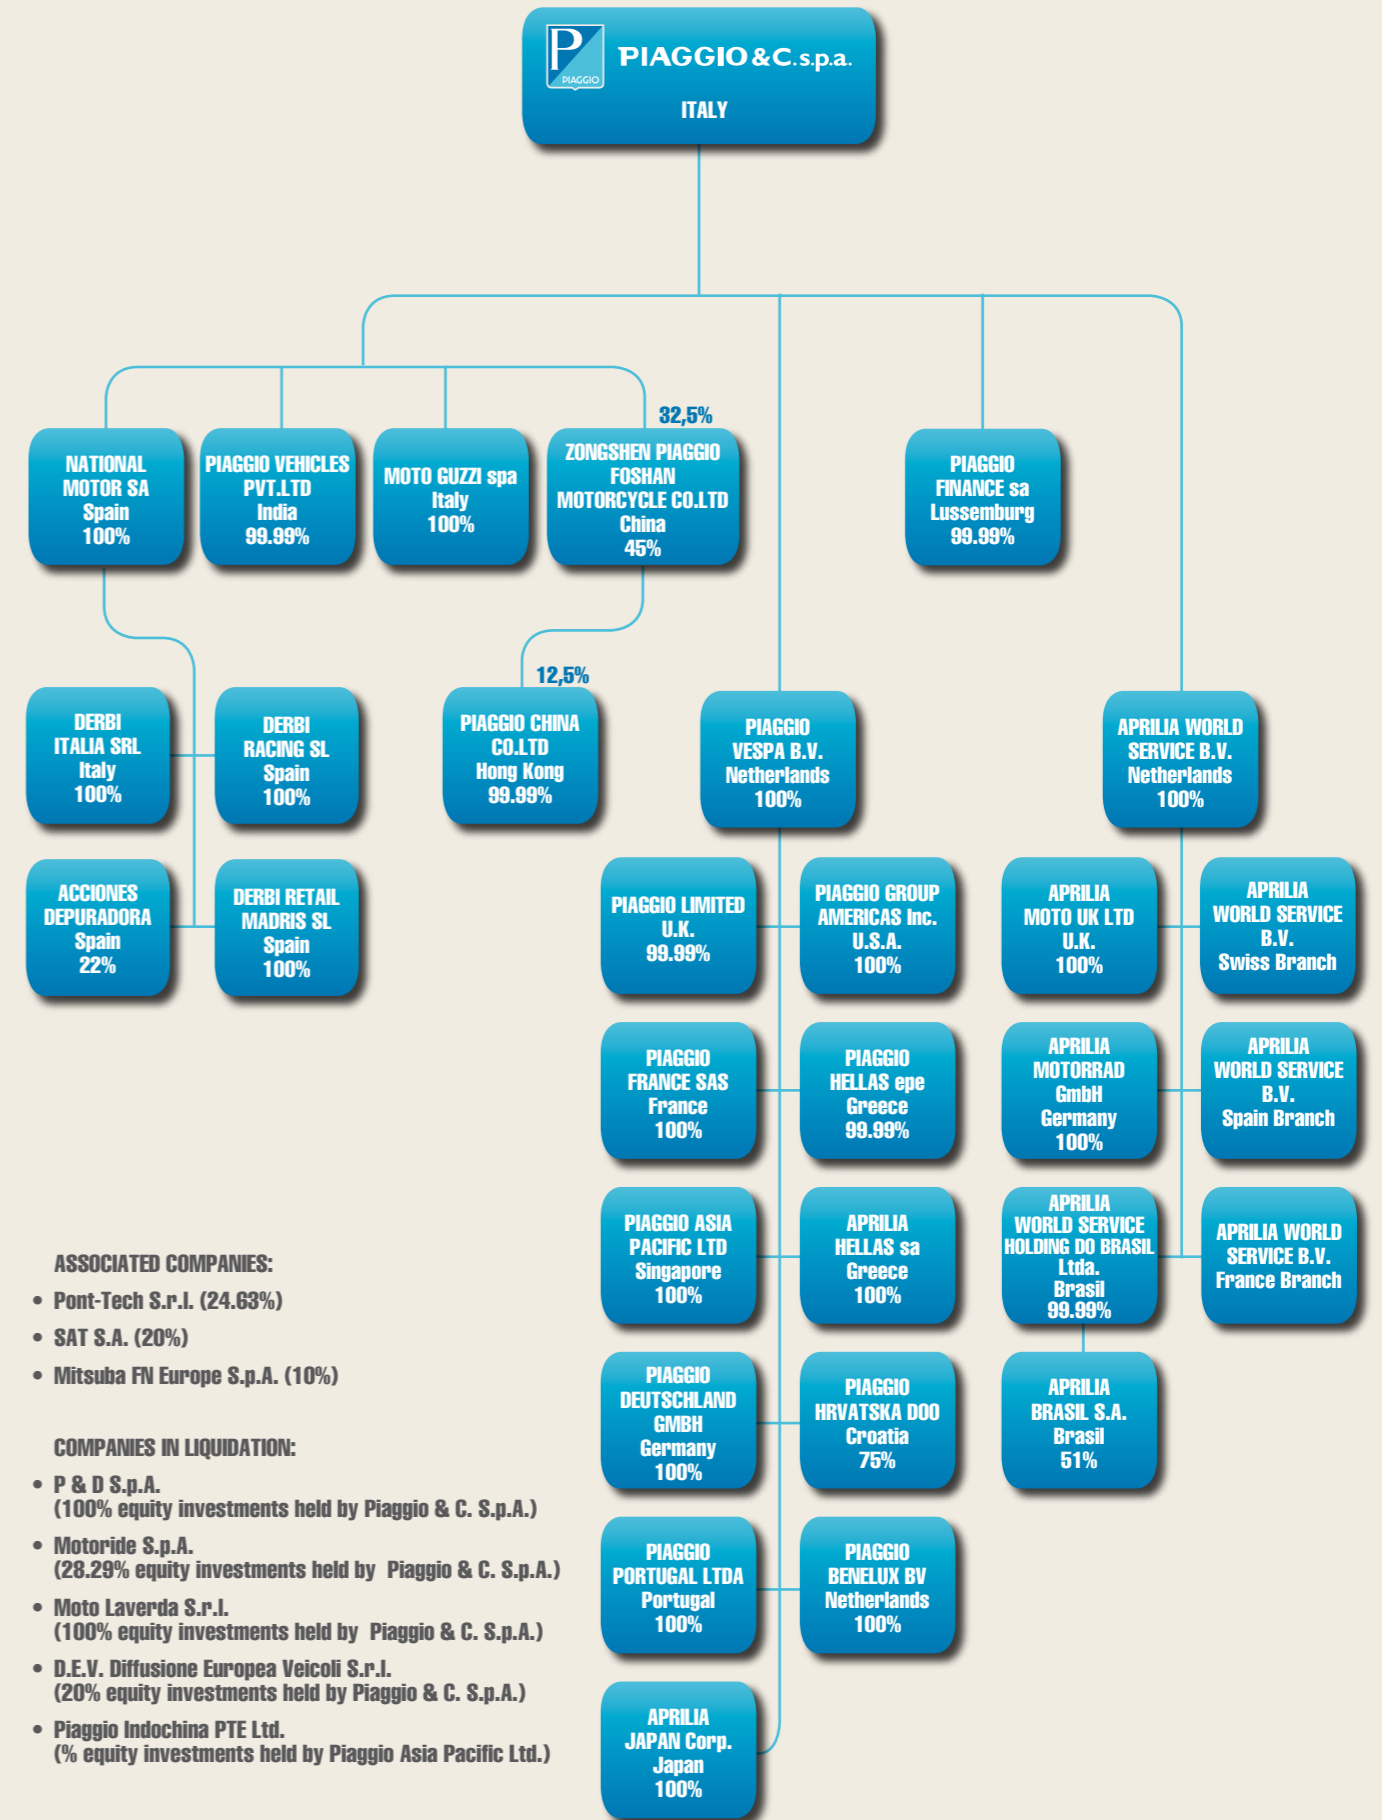 P
PIAGGIO
PIAGGIO & C. s.p.a.
ITALY
32,5%
NATIONAL
MOTOR SA
Spain
100%
PIAGGIO VEHICLES
PVT.LTD
India
99.99%
MOTO GUZZI spa
Italy
100%
ZONGSHEN PIAGGIO
FOSHAN
MOTORCYCLE CO.LTD
China
45%
PIAGGIO
FINANCE sa
Lussemburg
99.99%
12,5%
DERBI
ITALIA SRL
Italy
100%
DERBI
RACING SL
Spain
100%
PIAGGIO CHINA
CO.LTD
Hong Kong
99.99%
PIAGGIO
VESPA B.V.
Netherlands
100%
APRILIA WORLD
SERVICE B.V.
Netherlands
100%
ACCIONES
DEPURADORA
Spain
22%
DERBI RETAIL
MADRIS SL
Spain
100%
PIAGGIO LIMITED
U.K.
99.99%
PIAGGIO GROUP
AMERICAS Inc.
U.S.A.
100%
APRILIA
MOTO UK LTD
U.K.
100%
APRILIA
WORLD SERVICE
B.V.
Swiss Branch
PIAGGIO
FRANCE SAS
France
100%
PIAGGIO
HELLAS epe
Greece
99.99%
APRILIA
MOTORRAD
GmbH
Germany
100%
APRILIA
WORLD SERVICE
B.V.
Spain Branch
PIAGGIO ASIA
PACIFIC LTD
Singapore
100%
APRILIA
HELLAS sa
Greece
100%
APRILIA
WORLD SERVICE
HOLDING DO BRASIL
Ltda.
Brasil
99.99%
APRILIA WORLD
SERVICE B.V.
France Branch
PIAGGIO
DEUTSCHLAND
GMBH
Germany
100%
PIAGGIO
HRVATSKA DOO
Croatia
75%
APRILIA
BRASIL S.A.
Brasil
51%
PIAGGIO
PORTUGAL LTDA
Portugal
100%
PIAGGIO
BENELUX BV
Netherlands
100%
APRILIA
JAPAN Corp.
Japan
100%
ASSOCIATED COMPANIES:
• Pont-Tech S.r.l. (24.63%)
• SAT S.A. (20%)
• Mitsuba FN Europe S.p.A. (10%)
COMPANIES IN LIQUIDATION:
• P & D S.p.A.
(100% equity investments held by Piaggio & C. S.p.A.)
• Motoride S.p.A.
(28.29% equity investments held by Piaggio & C. S.p.A.)
• Moto Laverda S.r.l.
(100% equity investments held by Piaggio & C. S.p.A.)
• D.E.V. Diffusione Europea Veicoli S.r.l.
(20% equity investments held by Piaggio & C. S.p.A.)
• Piaggio Indochina PTE Ltd.
(% equity investments held by Piaggio Asia Pacific Ltd.)